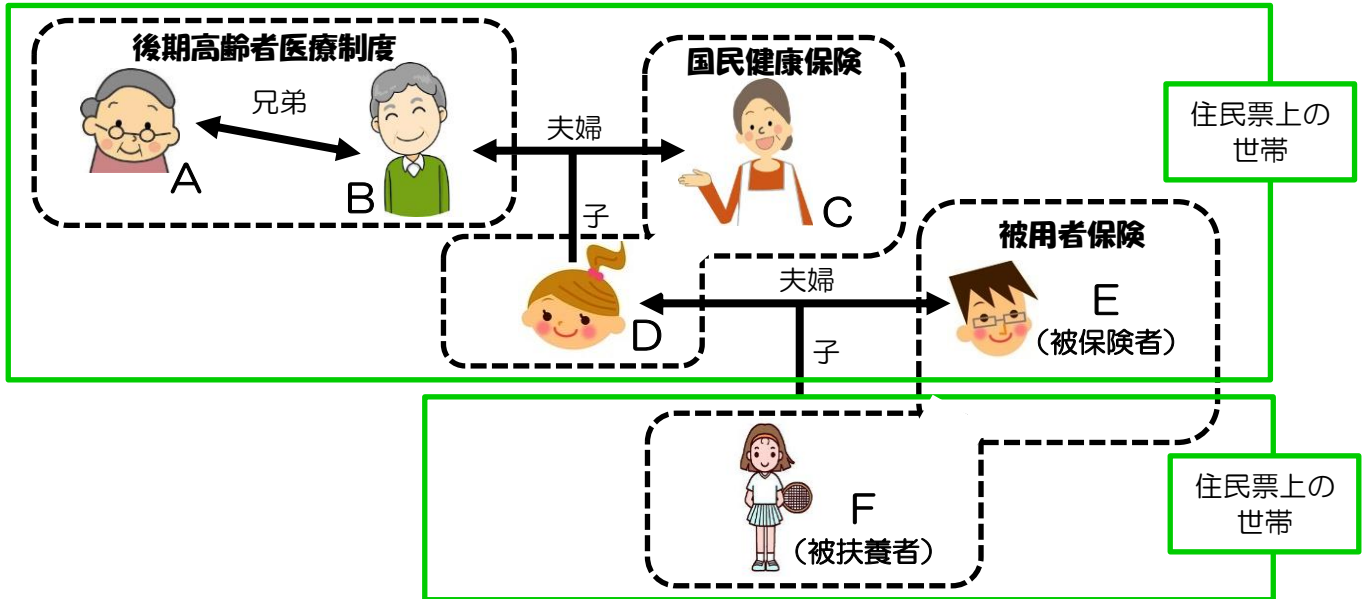 後期高齢者医療制度
国民健康保険
住民票上の
世帯
兄弟
夫婦
A
B
C
子
被用者保険
夫婦
D
E
(被保険者)
子
F
(被扶養者)
住民票上の
世帯